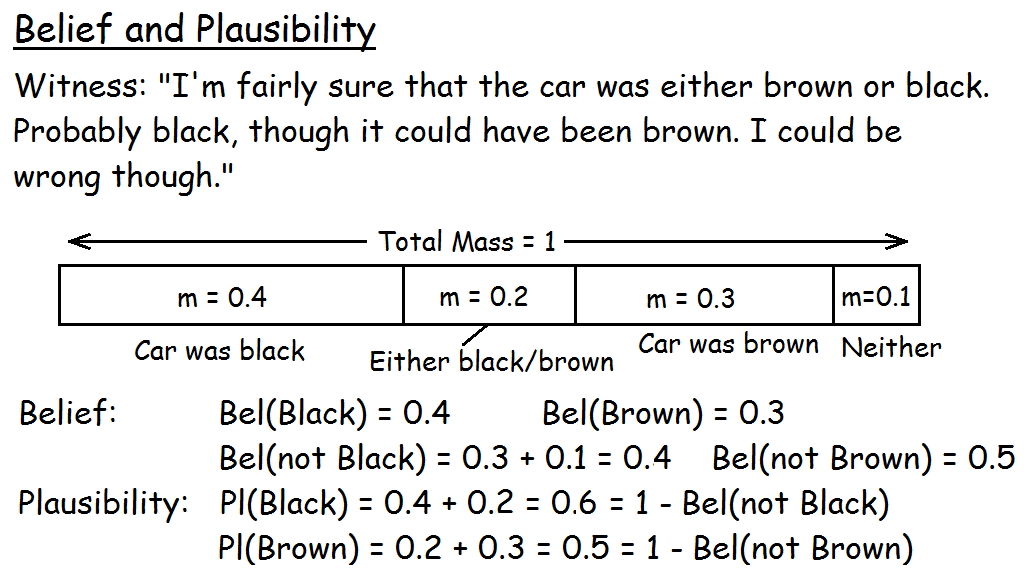 Belief and Plausibility
Witness: "I'm fairly sure that the car was either brown or black.
Probably black, though it could have been brown. I could be
wrong though."
Total Mass = 1
m = 0.4 m = 0.2 m = 0.3 m=0.1
Car was black Either black/brown Car was brown Neither
Belief: Bel(Black) = 0.4 Bel(Brown) = 0.3
Bel(not Black) = 0.3 + 0.1 = 0.4 Bel(not Brown) = 0.5
Plausibility: Pl(Black) = 0.4 + 0.2 = 0.6 = 1 - Bel(not Black)
Pl(Brown) = 0.2 + 0.3 = 0.5 = 1 - Bel(not Brown)